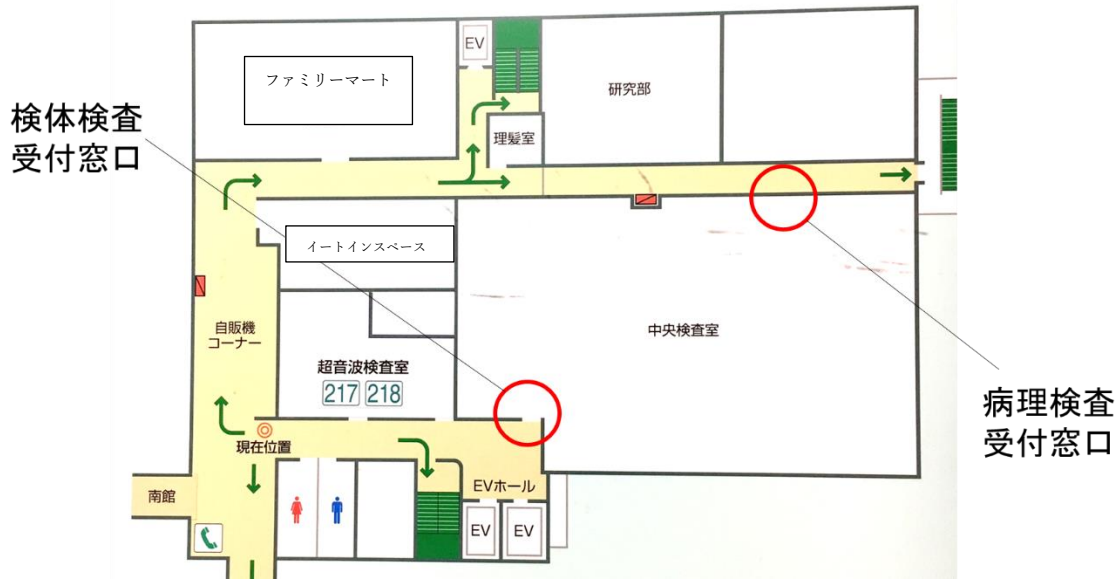 検体検査
受付窓口
ファミリーマート
EV
理髪室
研究部
イートインスペース
自販機
コーナー
超音波検査室
217 218
中央検査室
病理検査
受付窓口
現在位置
南館
EVホール
EV
EV